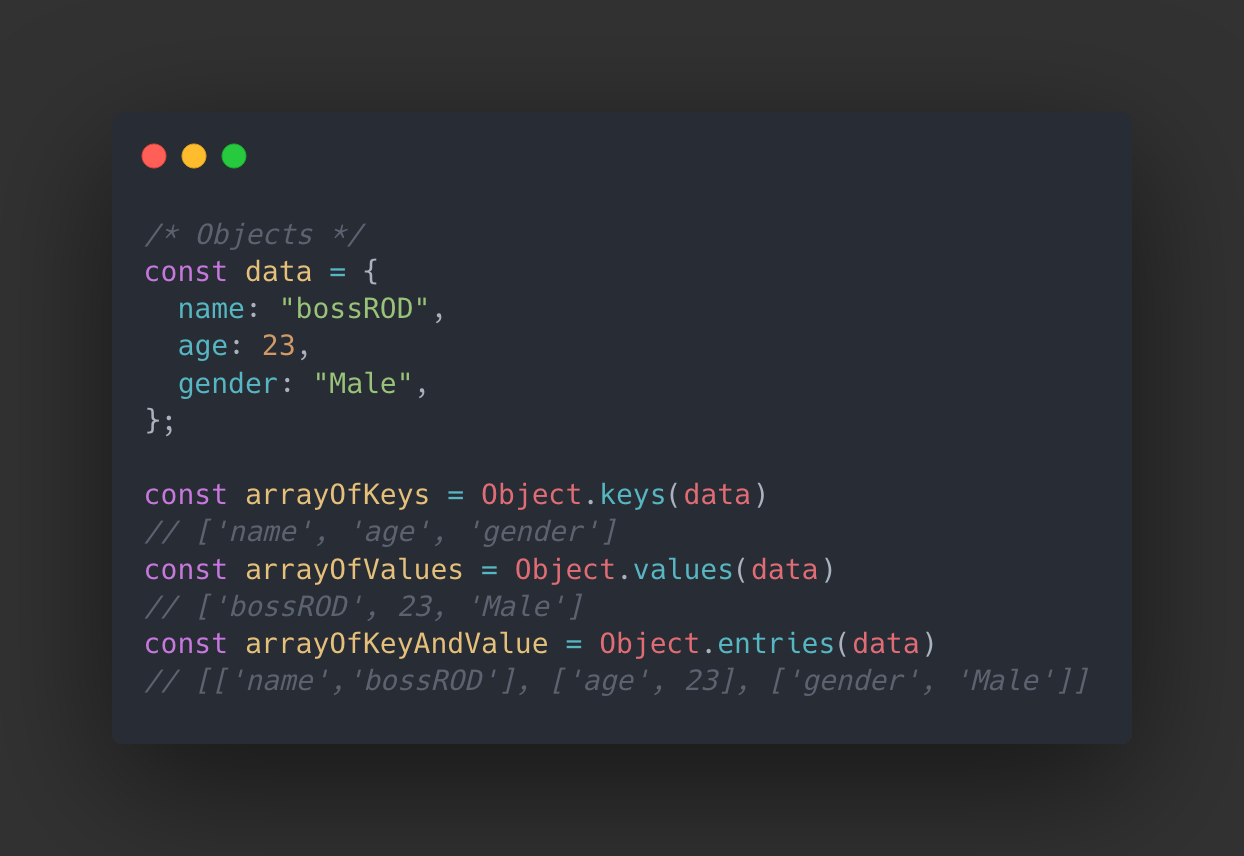 /* Objects */
const data = {
  name: "bossROD",
  age: 23,
  gender: "Male",
};

const arrayOfKeys = Object.keys(data)
// ['name', 'age', 'gender']
const arrayOfValues = Object.values(data)
// ['bossROD', 23, 'Male']
const arrayOfKeyAndValue = Object.entries(data)
// [['name','bossROD'], ['age', 23], ['gender', 'Male']]